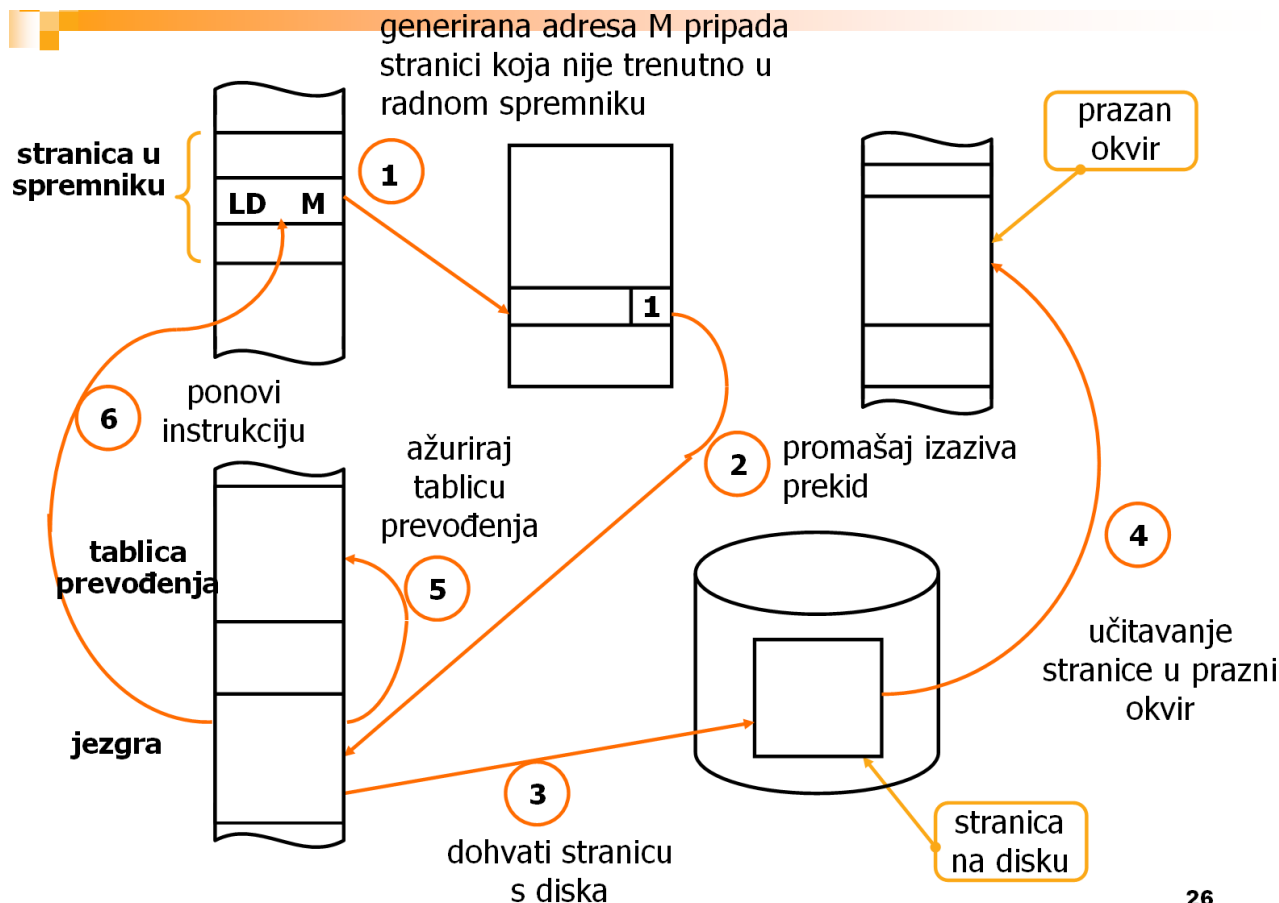 generirana adresa M pripada
stranici koja nije trenutno u
radnom spremniku
prazan
okvir
stranica u
spremniku
1
LD M
1
6
ponovi
instrukciju
ažuriraj
tablicu
prevođenja
2
promašaj izaziva
prekid
4
tablica
prevođenja
5
učitavanje
stranice u prazni
okvir
jezgra
3
dohvati stranicu
s diska
stranica
na disku
26